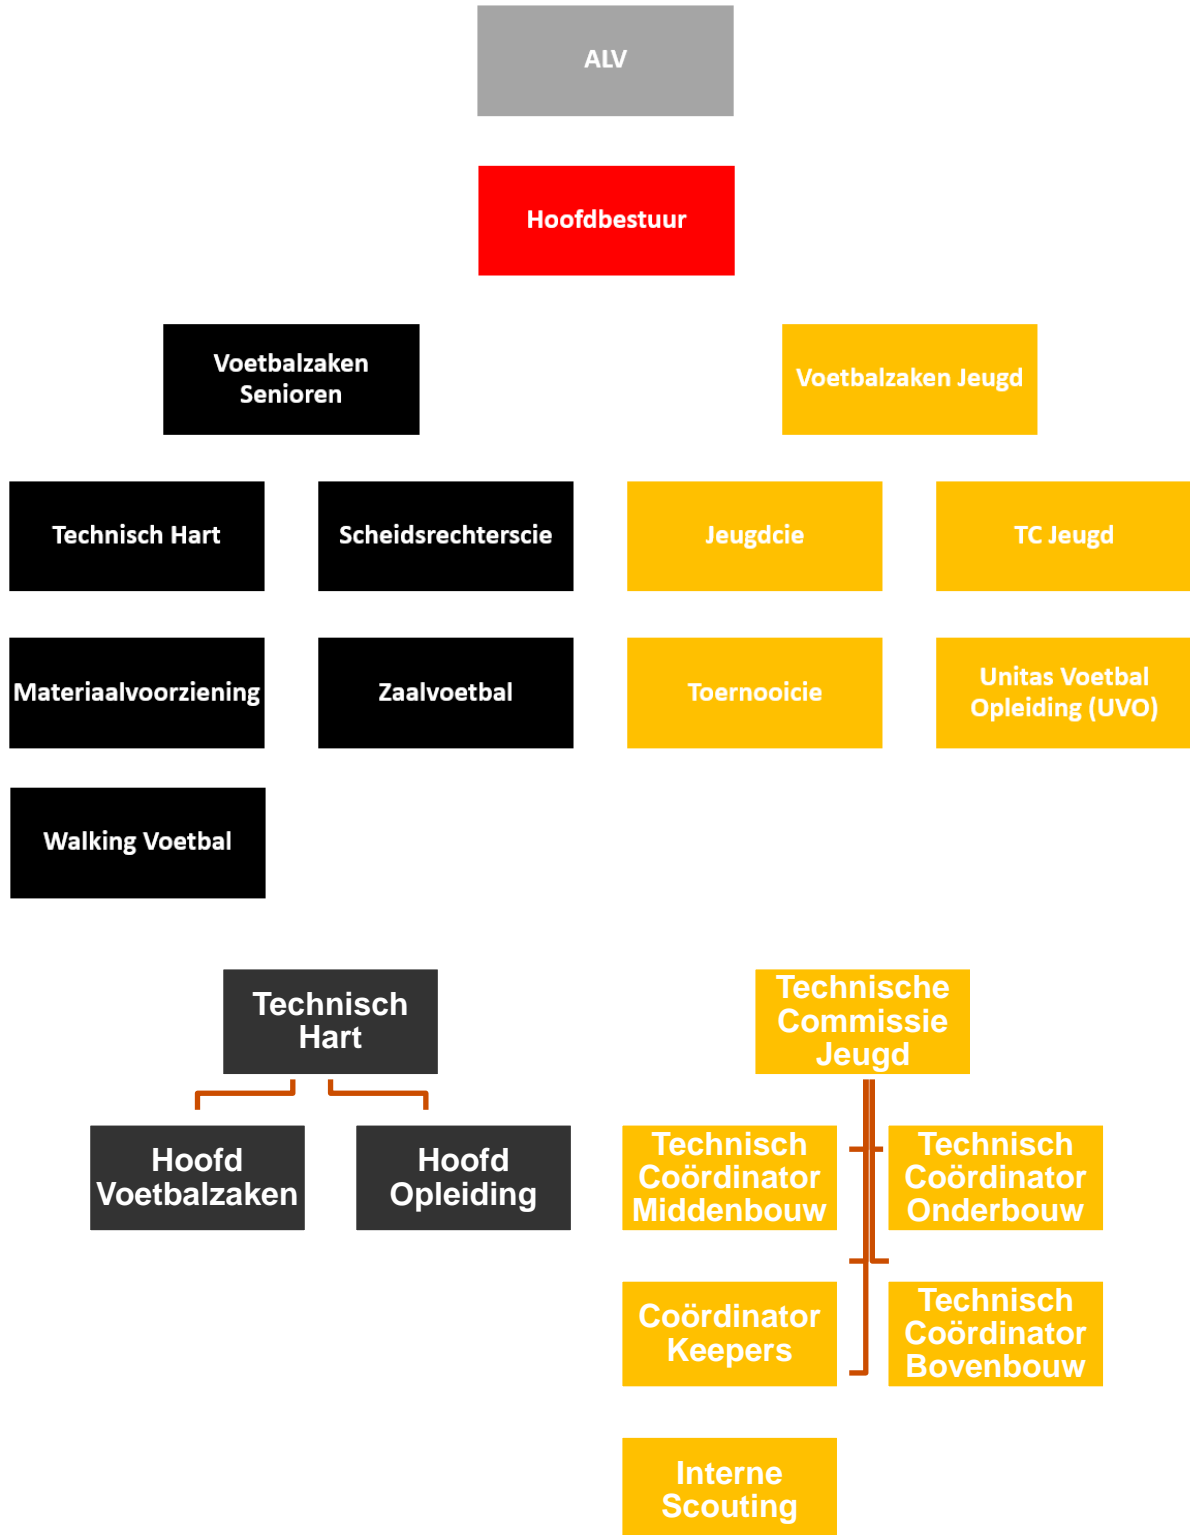 ALV
Hoofdbestuur
Voetbalzaken
Senioren
Voetbalzaken Jeugd
Technisch Hart
Scheidsrechterscie
Jeugdcie
TC Jeugd
Materiaalvoorziening
Zaalvoetbal
Toernooicie
Unitas Voetbal
Opleiding (UVO)
Walking Voetbal
Technisch
Hart
Technische
Commissie
Jeugd
Hoofd
Voetbalzaken
Hoofd
Opleiding
Technisch
Coördinator
Middenbouw
Technisch
Coördinator
Onderbouw
Coördinator
Keepers
Technisch
Coördinator
Bovenbouw
Interne
Scouting